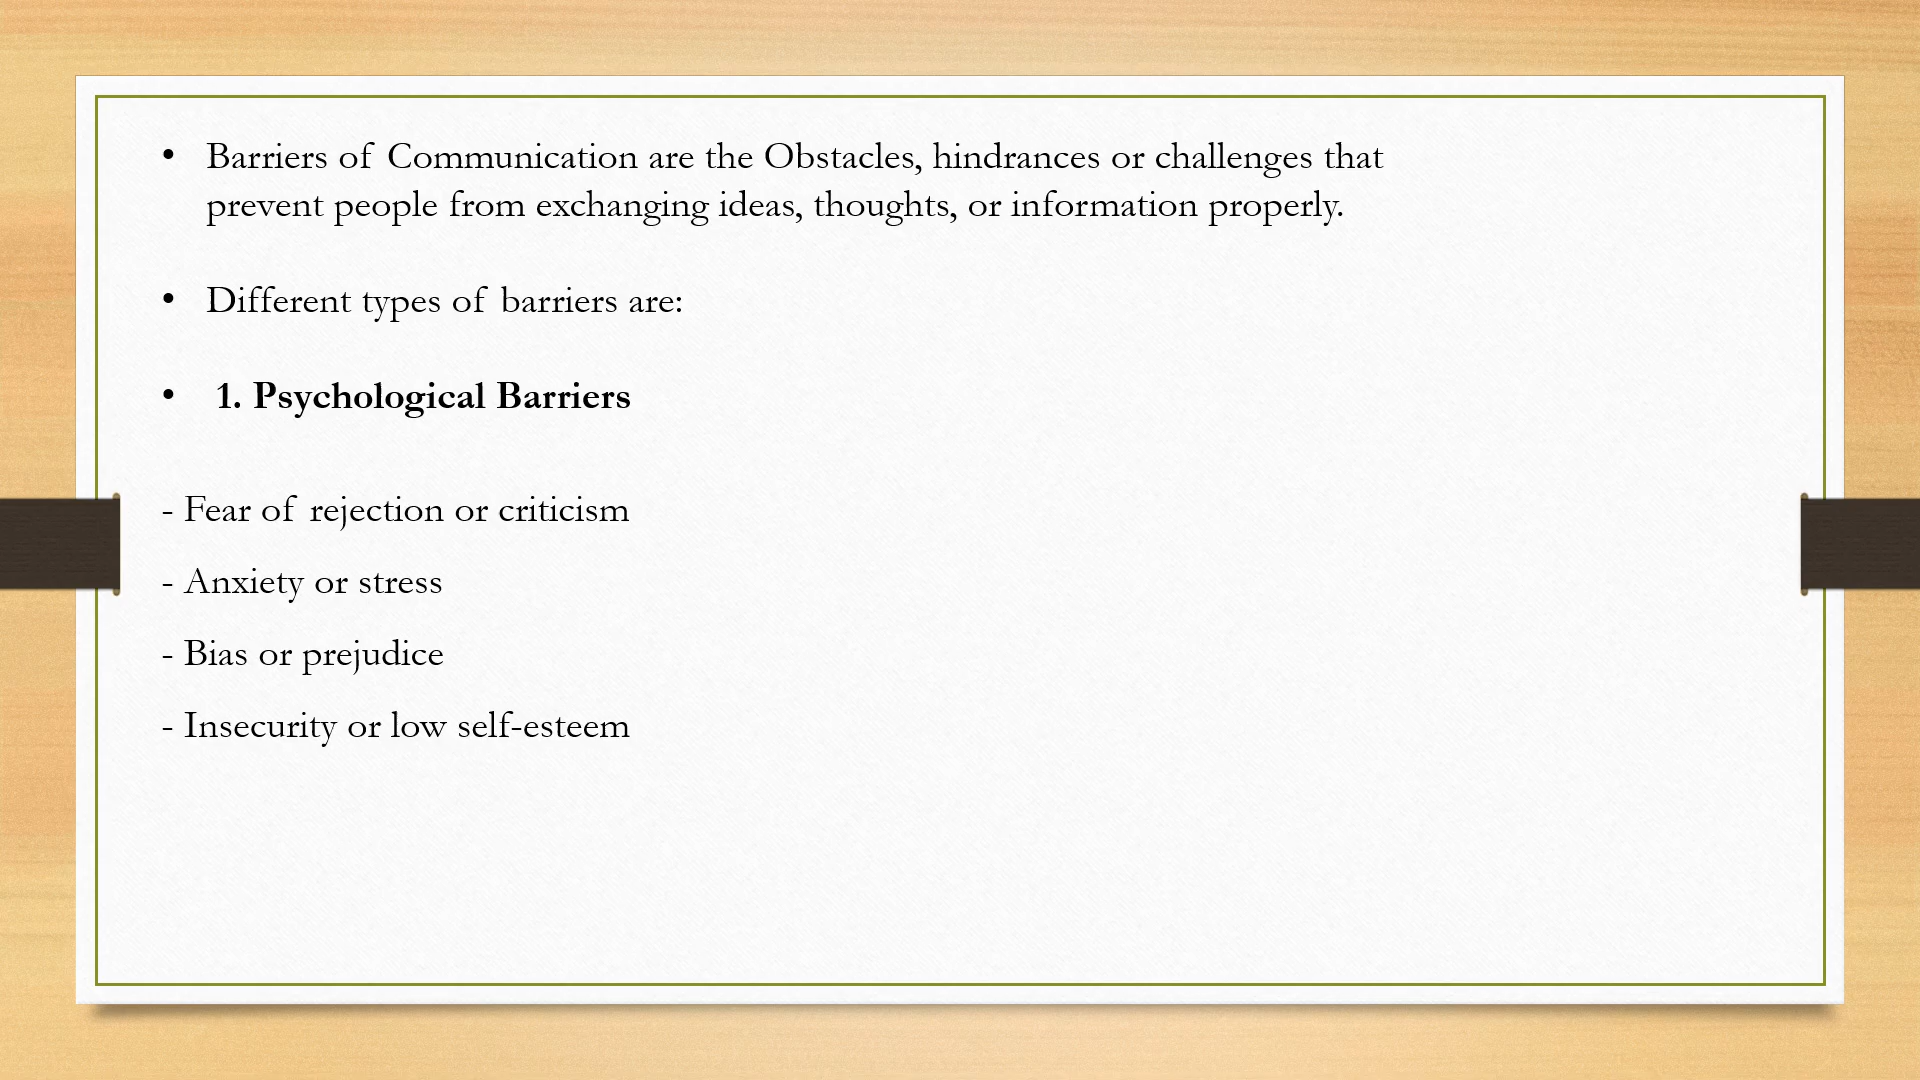 • Barriers of Communication are the Obstacles, hindrances or challenges that
prevent people from exchanging ideas, thoughts, or information properly.
• Different types of barriers are:
• 1. Psychological Barriers
- Fear of rejection or criticism
- Anxiety or stress
- Bias or prejudice
- Insecurity or low self-esteem